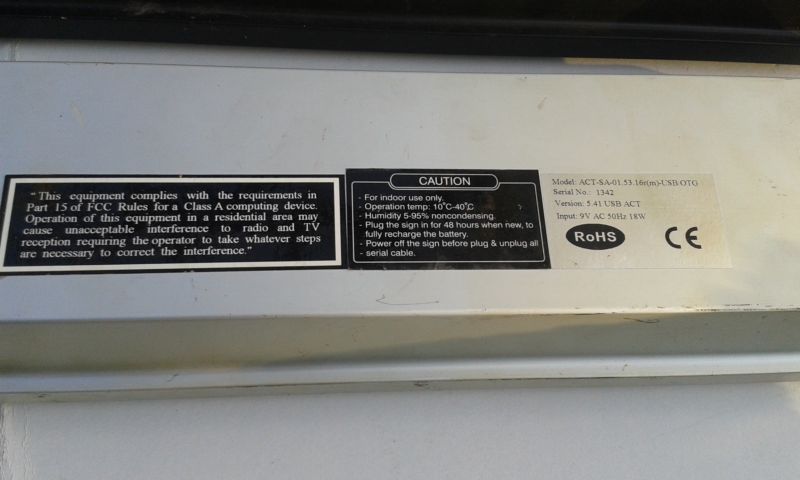 “This equipment complies with the requirements in
Part 15 of FCC Rules for a Class A computing device.
Operation of this equipment in a residential area may
cause unacceptable interference to radio and TV
reception requiring the operator to take whatever steps
are necessary to correct the interference.”
CAUTION
- For indoor use only.
- Operation temp: 10°C-40°C
- Humidity 5-95% noncondensing.
- Plug the sign in for 48 hours when new, to
fully recharge the battery.
- Power off the sign before plug & unplug all
- serial cable.
Model: ACT-SA-01.53.16r(m)-USB OTG
Serial No.: 1342
Version: 5.41 USB ACT
Input: 9V AC 50Hz 18W
RoHS CE